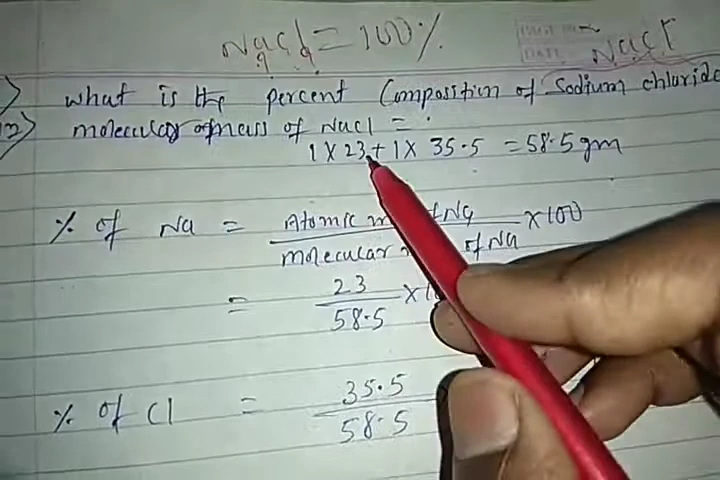 NaCl = 100%
NaCl
what is the percent Composition of Sodium chloride
molecular mass of NaCl =
1 X 23 + 1 X 35.5 = 58.5 gm
% of Na = Atomic Na X 100
molecular of Na
= 23 X
58.5
% of Cl = 35.5
58.5